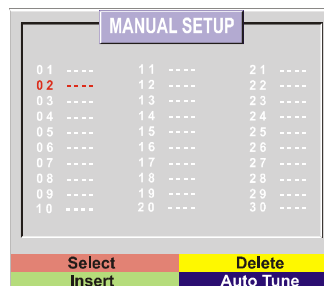 MANUAL SETUP
01 ---- 11 ---- 21 ----
02 ---- 12 ---- 22 ----
03 ---- 13 ---- 23 ----
04 ---- 14 ---- 24 ----
05 ---- 15 ---- 25 ----
06 ---- 16 ---- 26 ----
07 ---- 17 ---- 27 ----
08 ---- 18 ---- 28 ----
09 ---- 19 ---- 29 ----
10 ---- 20 ---- 30 ----
Select Delete
Insert Auto Tune